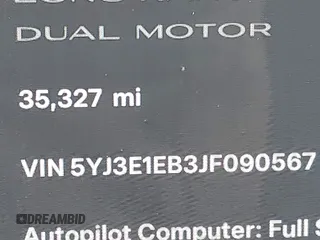 DUAL MOTOR
35,327 mi
VIN 5YJ3E1EB3JF090567
DREAMBID
Autopilot Computer: Full S